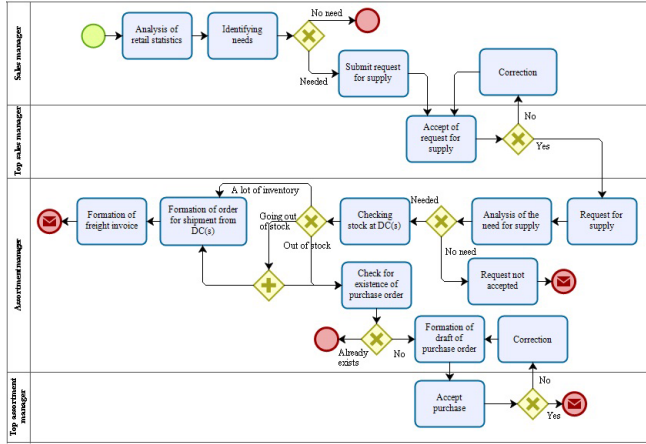 Sales manager
No need
Analysis of
retail statistics
Identifying
needs
Needed
Submit request
for supply
Correction
Top sales manager
Accept of
request for
supply
No
Yes
Assortment manager
A lot of inventory
Formation of
freight invoice
Formation of order
for shipment from
DC(s)
Going out
of stock
Out of stock
Checking
stock at DC(s)
Needed
Analysis of the
need for supply
Request for
supply
No need
Request not
accepted
Check for
existence of
purchase order
Already
exists
No
Formation of
draft of
purchase order
Correction
Top assortment
manager
Accept
purchase
No
Yes